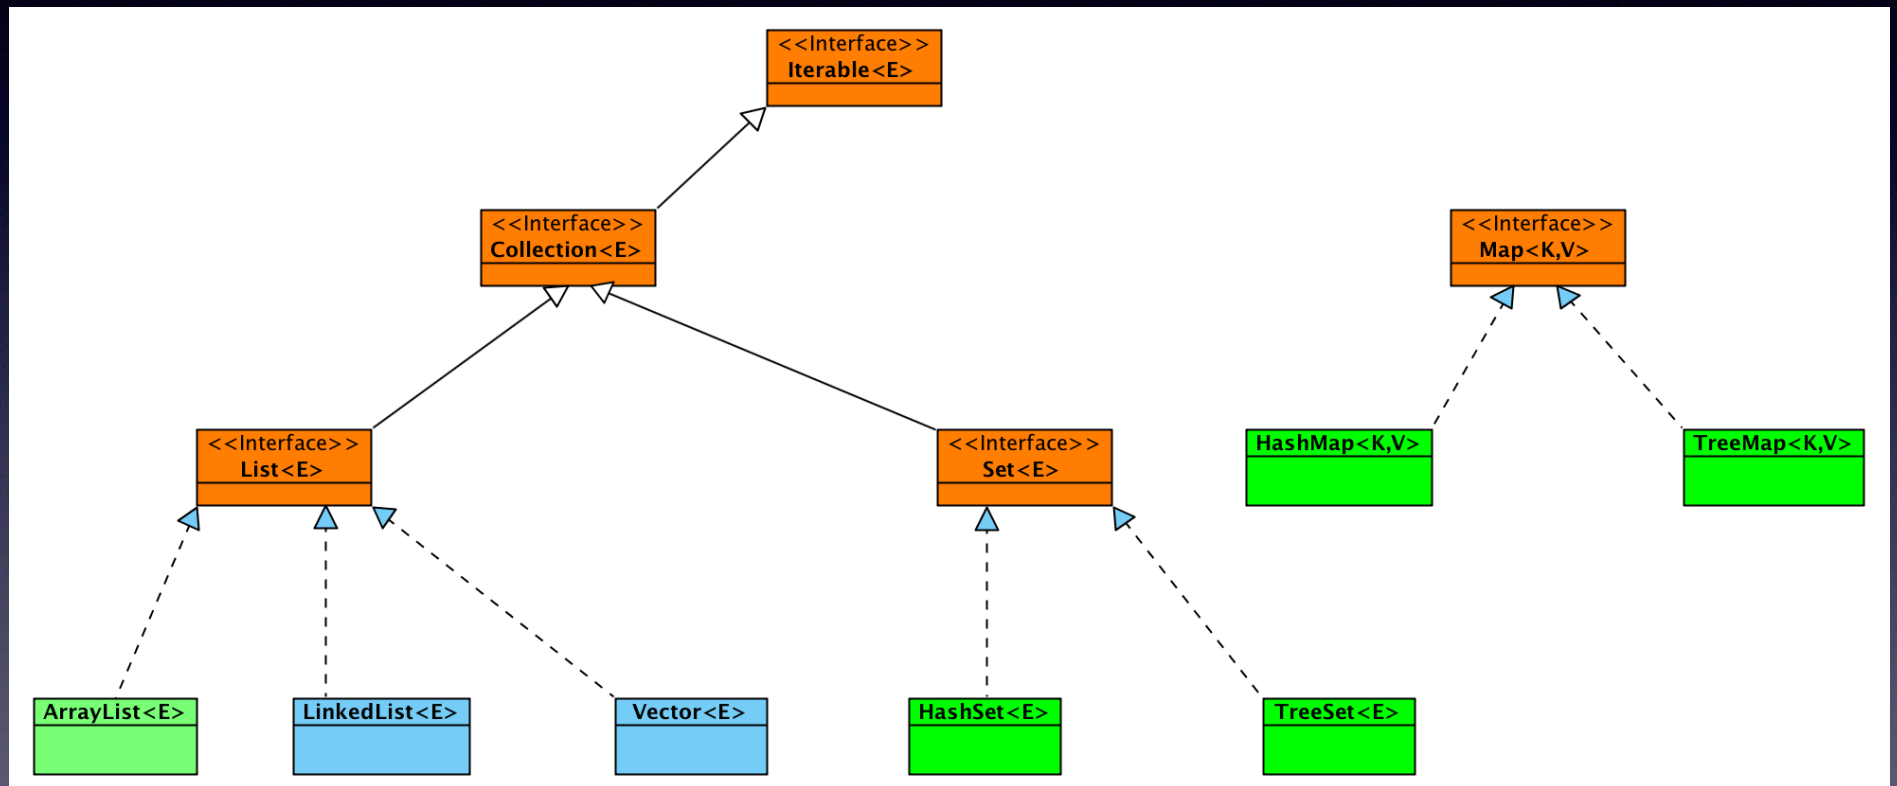 <<Interface>>
Iterable<E>
<<Interface>>
Collection<E>
<<Interface>>
Map<K,V>
<<Interface>>
List<E>
<<Interface>>
Set<E>
HashMap<K,V>
TreeMap<K,V>
ArrayList<E>
LinkedList<E>
Vector<E>
HashSet<E>
TreeSet<E>